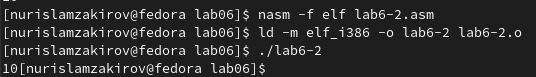 [nurislamzakirov@fedora lab06]$ nasm -f elf lab6-2.asm
[nurislamzakirov@fedora lab06]$ ld -m elf_i386 -o lab6-2 lab6-2.o
[nurislamzakirov@fedora lab06]$ ./lab6-2
10[nurislamzakirov@fedora lab06]$